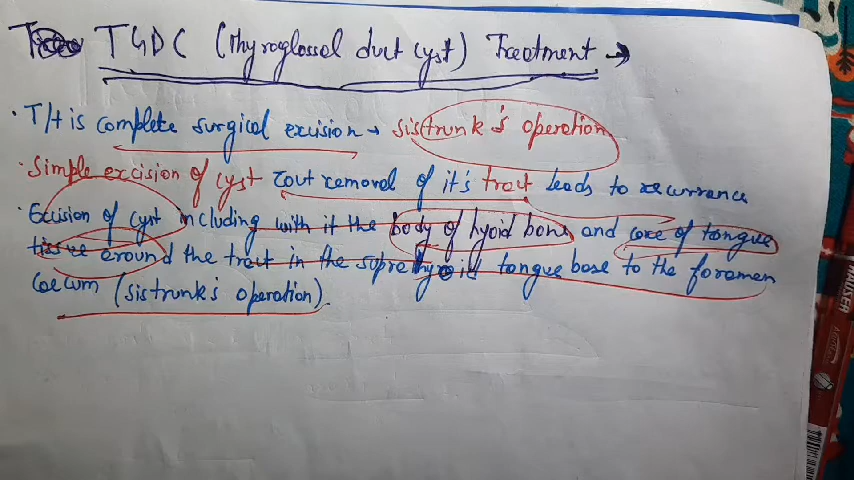 TGDC (thyroglossal duct cyst) Treatment →
· T/t is complete surgical excision → sistrunk's operation
· Simple excision of cyst c̅out removal of it's tract leads to recurrance
· Excision of cyst including with it the body of hyoid bone and core of tongue
tissue around the tract in the suprahyoid tongue base to the foramen
coecum (sistrunk's operation).
HAUSER